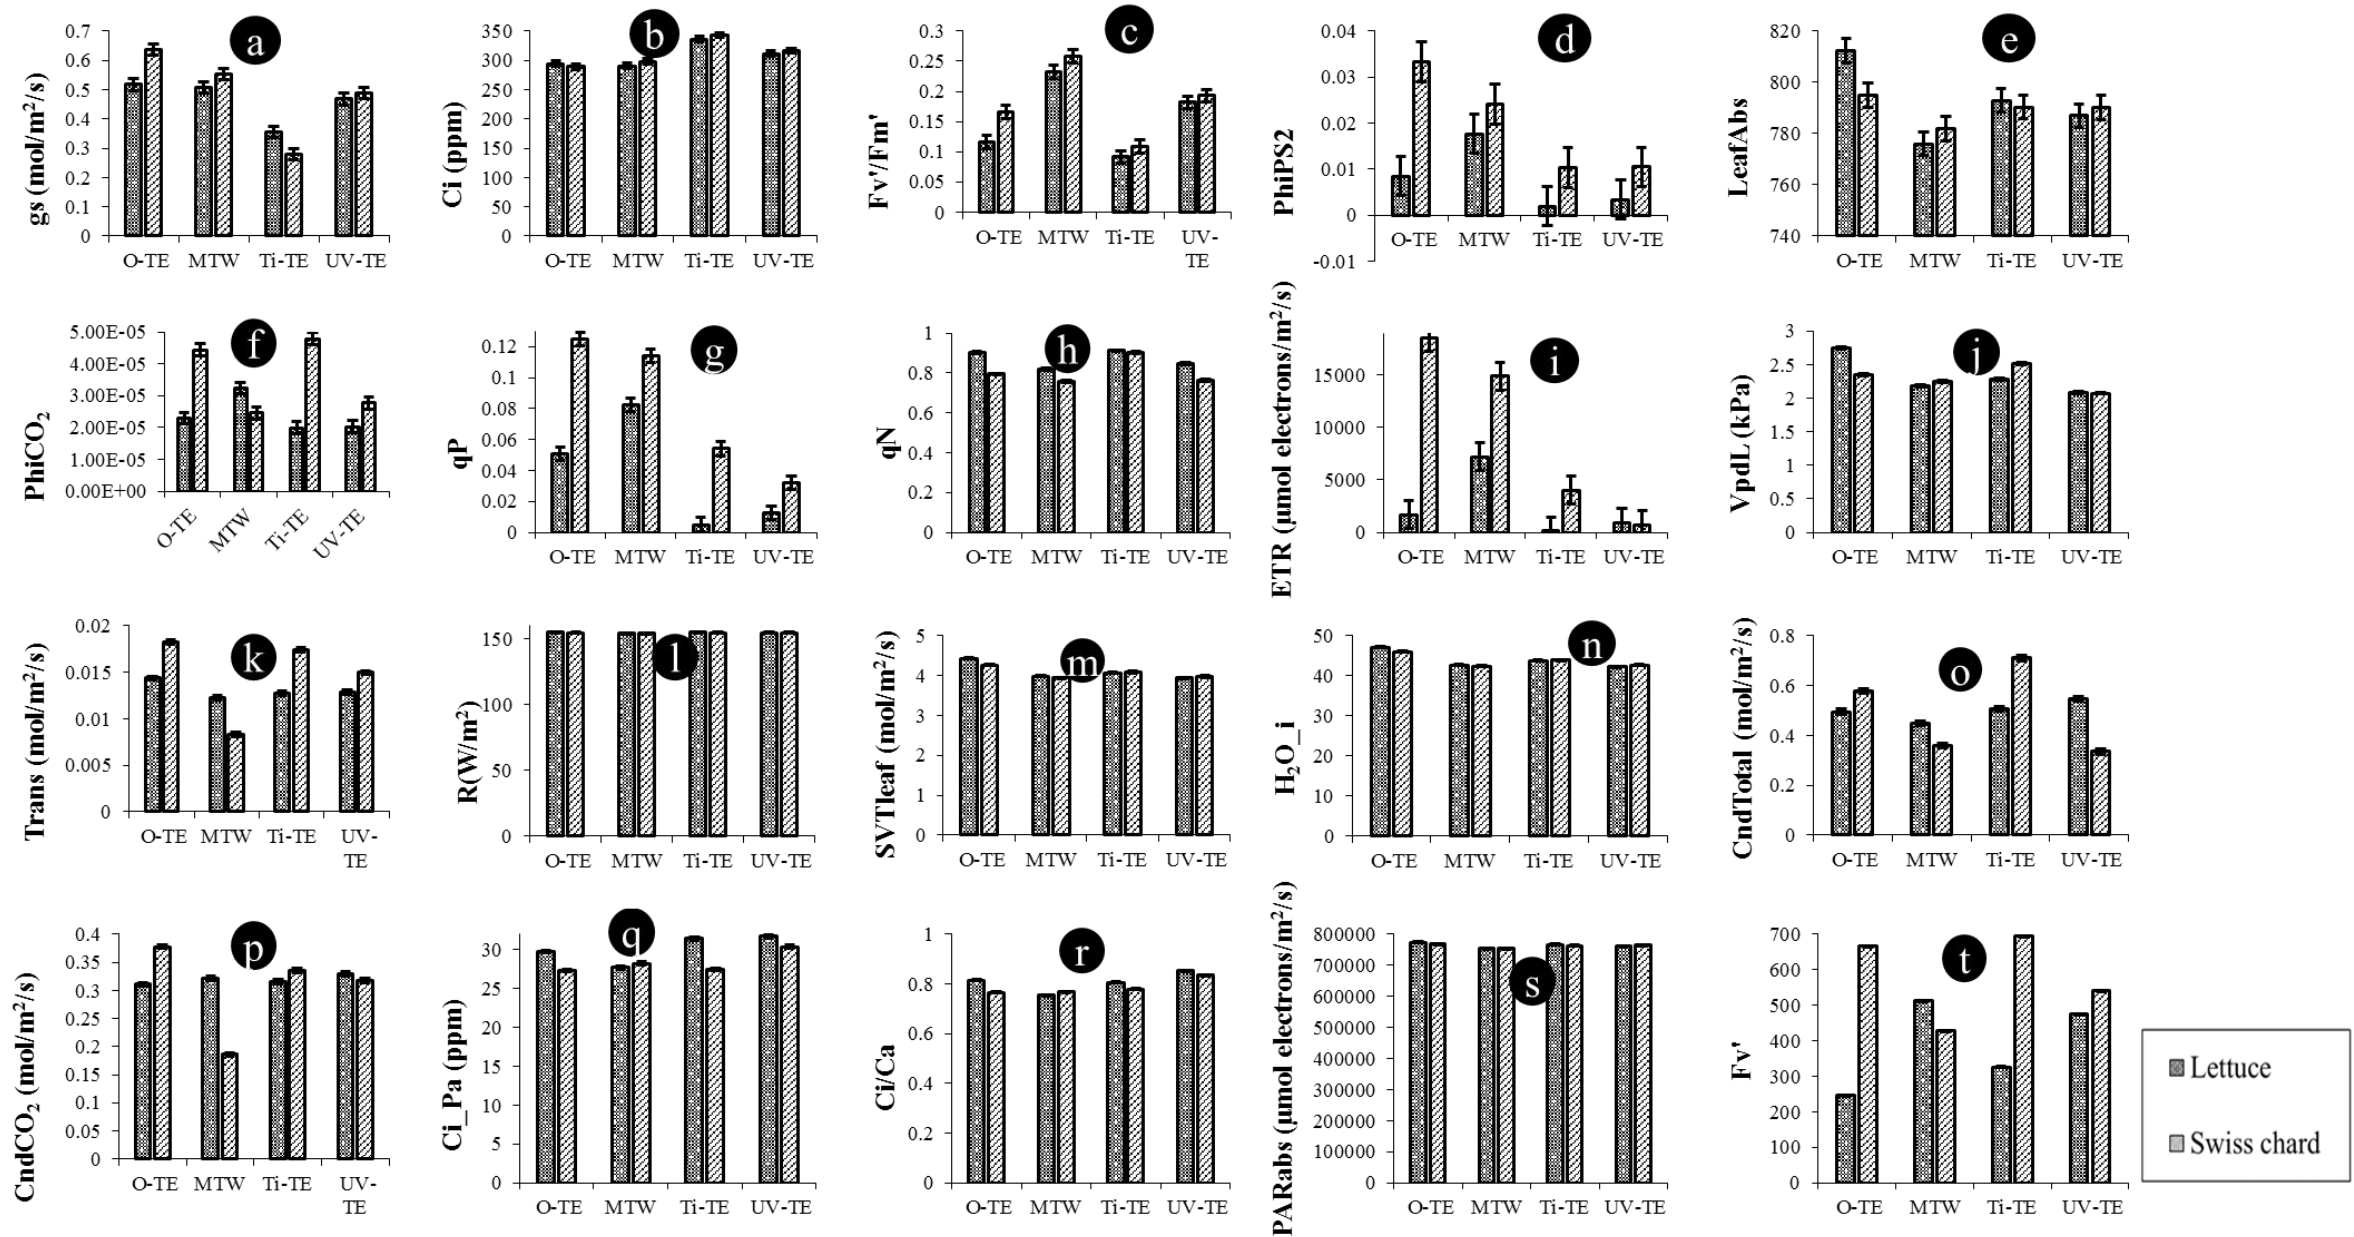 a
gs (mol/m²/s)
0.7
0.6
0.5
0.4
0.3
0.2
0.1
0
O-TE MTW Ti-TE UV-TE
b
Ci (ppm)
350
300
250
200
150
100
50
0
O-TE MTW Ti-TE UV-TE
c
Fv'/Fm'
0.3
0.25
0.2
0.15
0.1
0.05
0
O-TE MTW Ti-TE UV-
TE
d
PhiPS2
0.04
0.03
0.02
0.01
0
-0.01
O-TE MTW Ti-TE UV-TE
e
LeafAbs
820
800
780
760
740
O-TE MTW Ti-TE UV-TE
f
PhiCO₂
5.00E-05
4.00E-05
3.00E-05
2.00E-05
1.00E-05
0.00E+00
O-TE MTW Ti-TE UV-TE
g
qP
0.12
0.1
0.08
0.06
0.04
0.02
0
O-TE MTW Ti-TE UV-TE
h
qN
1
0.8
0.6
0.4
0.2
0
O-TE MTW Ti-TE UV-TE
i
ETR (µmol electrons/m²/s)
15000
10000
5000
0
O-TE MTW Ti-TE UV-TE
j
VpdL (kPa)
3
2.5
2
1.5
1
0.5
0
O-TE MTW Ti-TE UV-TE
k
Trans (mol/m²/s)
0.02
0.015
0.01
0.005
0
O-TE MTW Ti-TE UV-
TE
l
R(W/m²)
150
100
50
0
O-TE MTW Ti-TE UV-TE
m
SVTleaf (mol/m²/s)
5
4
3
2
1
0
O-TE MTW Ti-TE UV-TE
n
H₂O_i
50
40
30
20
10
0
O-TE MTW Ti-TE UV-TE
o
CndTotal (mol/m²/s)
0.8
0.6
0.4
0.2
0
O-TE MTW Ti-TE UV-TE
p
CndCO₂ (mol/m²/s)
0.4
0.35
0.3
0.25
0.2
0.15
0.1
0.05
0
O-TE MTW Ti-TE UV-
TE
q
Ci_Pa (ppm)
30
25
20
15
10
5
0
O-TE MTW Ti-TE UV-TE
r
Ci/Ca
1
0.8
0.6
0.4
0.2
0
O-TE MTW Ti-TE UV-TE
s
PARabs (µmol electrons/m²/s)
800000
700000
600000
500000
400000
300000
200000
100000
0
O-TE MTW Ti-TE UV-TE
t
Fv'
700
600
500
400
300
200
100
0
O-TE MTW Ti-TE UV-TE
Lettuce
Swiss chard